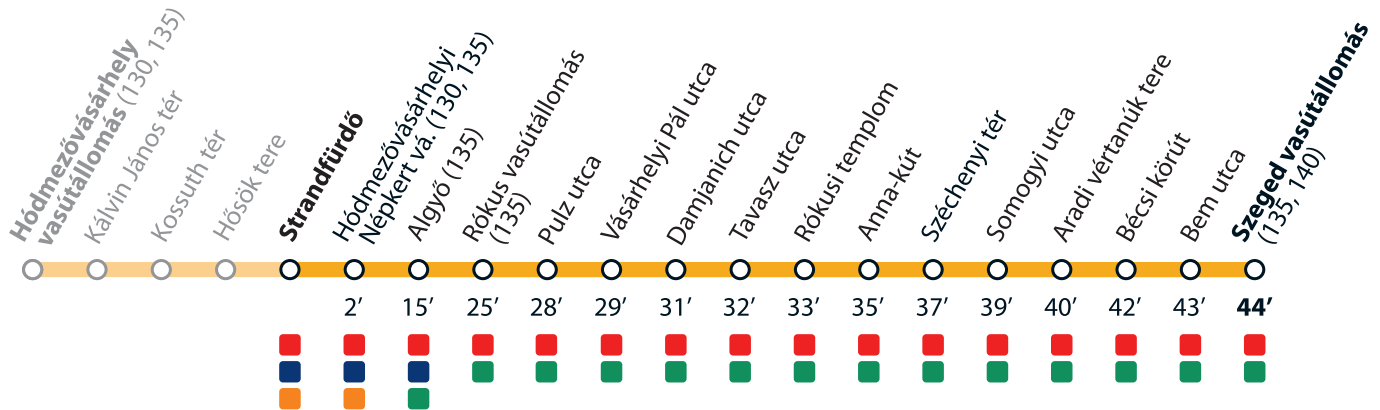 Hódmezővásárhely
vasútállomás (130, 135)
Kálvin János tér
Kossuth tér
Hősök tere
Strandfürdő
Hódmezővásárhelyi
Népkert vá. (130, 135)
Algyő (135)
Rókus vasútállomás
(135)
Pulz utca
Vásárhelyi Pál utca
Damjanich utca
Tavasz utca
Rókusi templom
Anna-kút
Széchenyi tér
Somogyi utca
Aradi vértanúk tere
Bécsi körút
Bem utca
Szeged vasútállomás
(135, 140)
2’ 15’ 25’ 28’ 29’ 31’ 32’ 33’ 35’ 37’ 39’ 40’ 42’ 43’ 44’